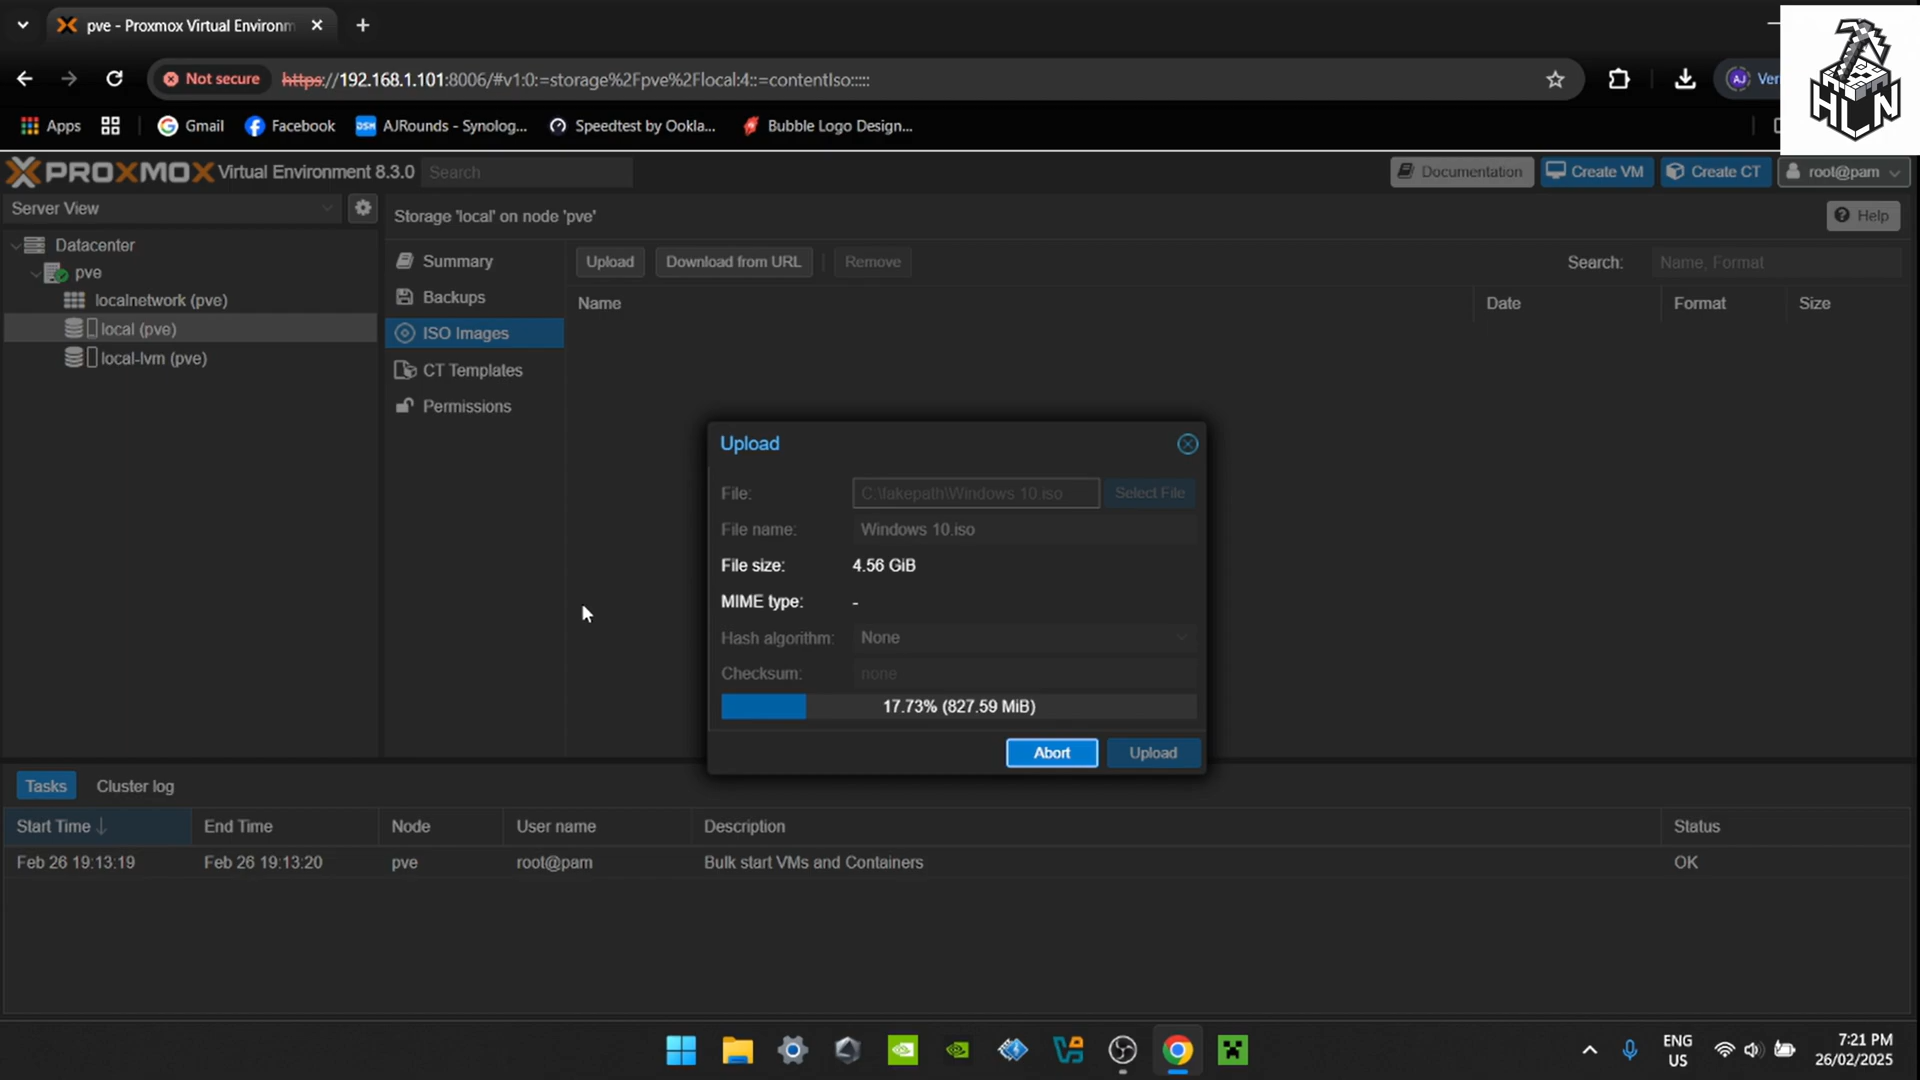 pve - Proxmox Virtual Environm
Not secure https://192.168.1.101:8006/#v1:0:=storage%2Fpve%2Flocal:4::=contentIso:::::
AJ Ver
Apps Gmail Facebook DSM AJRounds - Synolog... Speedtest by Ookla... Bubble Logo Design...
HLN
PROXMOX Virtual Environment 8.3.0 Search Documentation Create VM Create CT root@pam
Server View
Storage 'local' on node 'pve' Help
Datacenter
pve
localnetwork (pve)
local (pve)
local-lvm (pve)
Summary
Backups
ISO Images
CT Templates
Permissions
Upload Download from URL Remove Search: Name, Format
Name Date Format Size
Upload
File: C:\fakepath\Windows 10.iso Select File
File name: Windows 10.iso
File size: 4.56 GiB
MIME type: -
Hash algorithm: None
Checksum: none
17.73% (827.59 MiB)
Abort Upload
Tasks Cluster log
Start Time End Time Node User name Description Status
Feb 26 19:13:19 Feb 26 19:13:20 pve root@pam Bulk start VMs and Containers OK
ENG
US
7:21 PM
26/02/2025